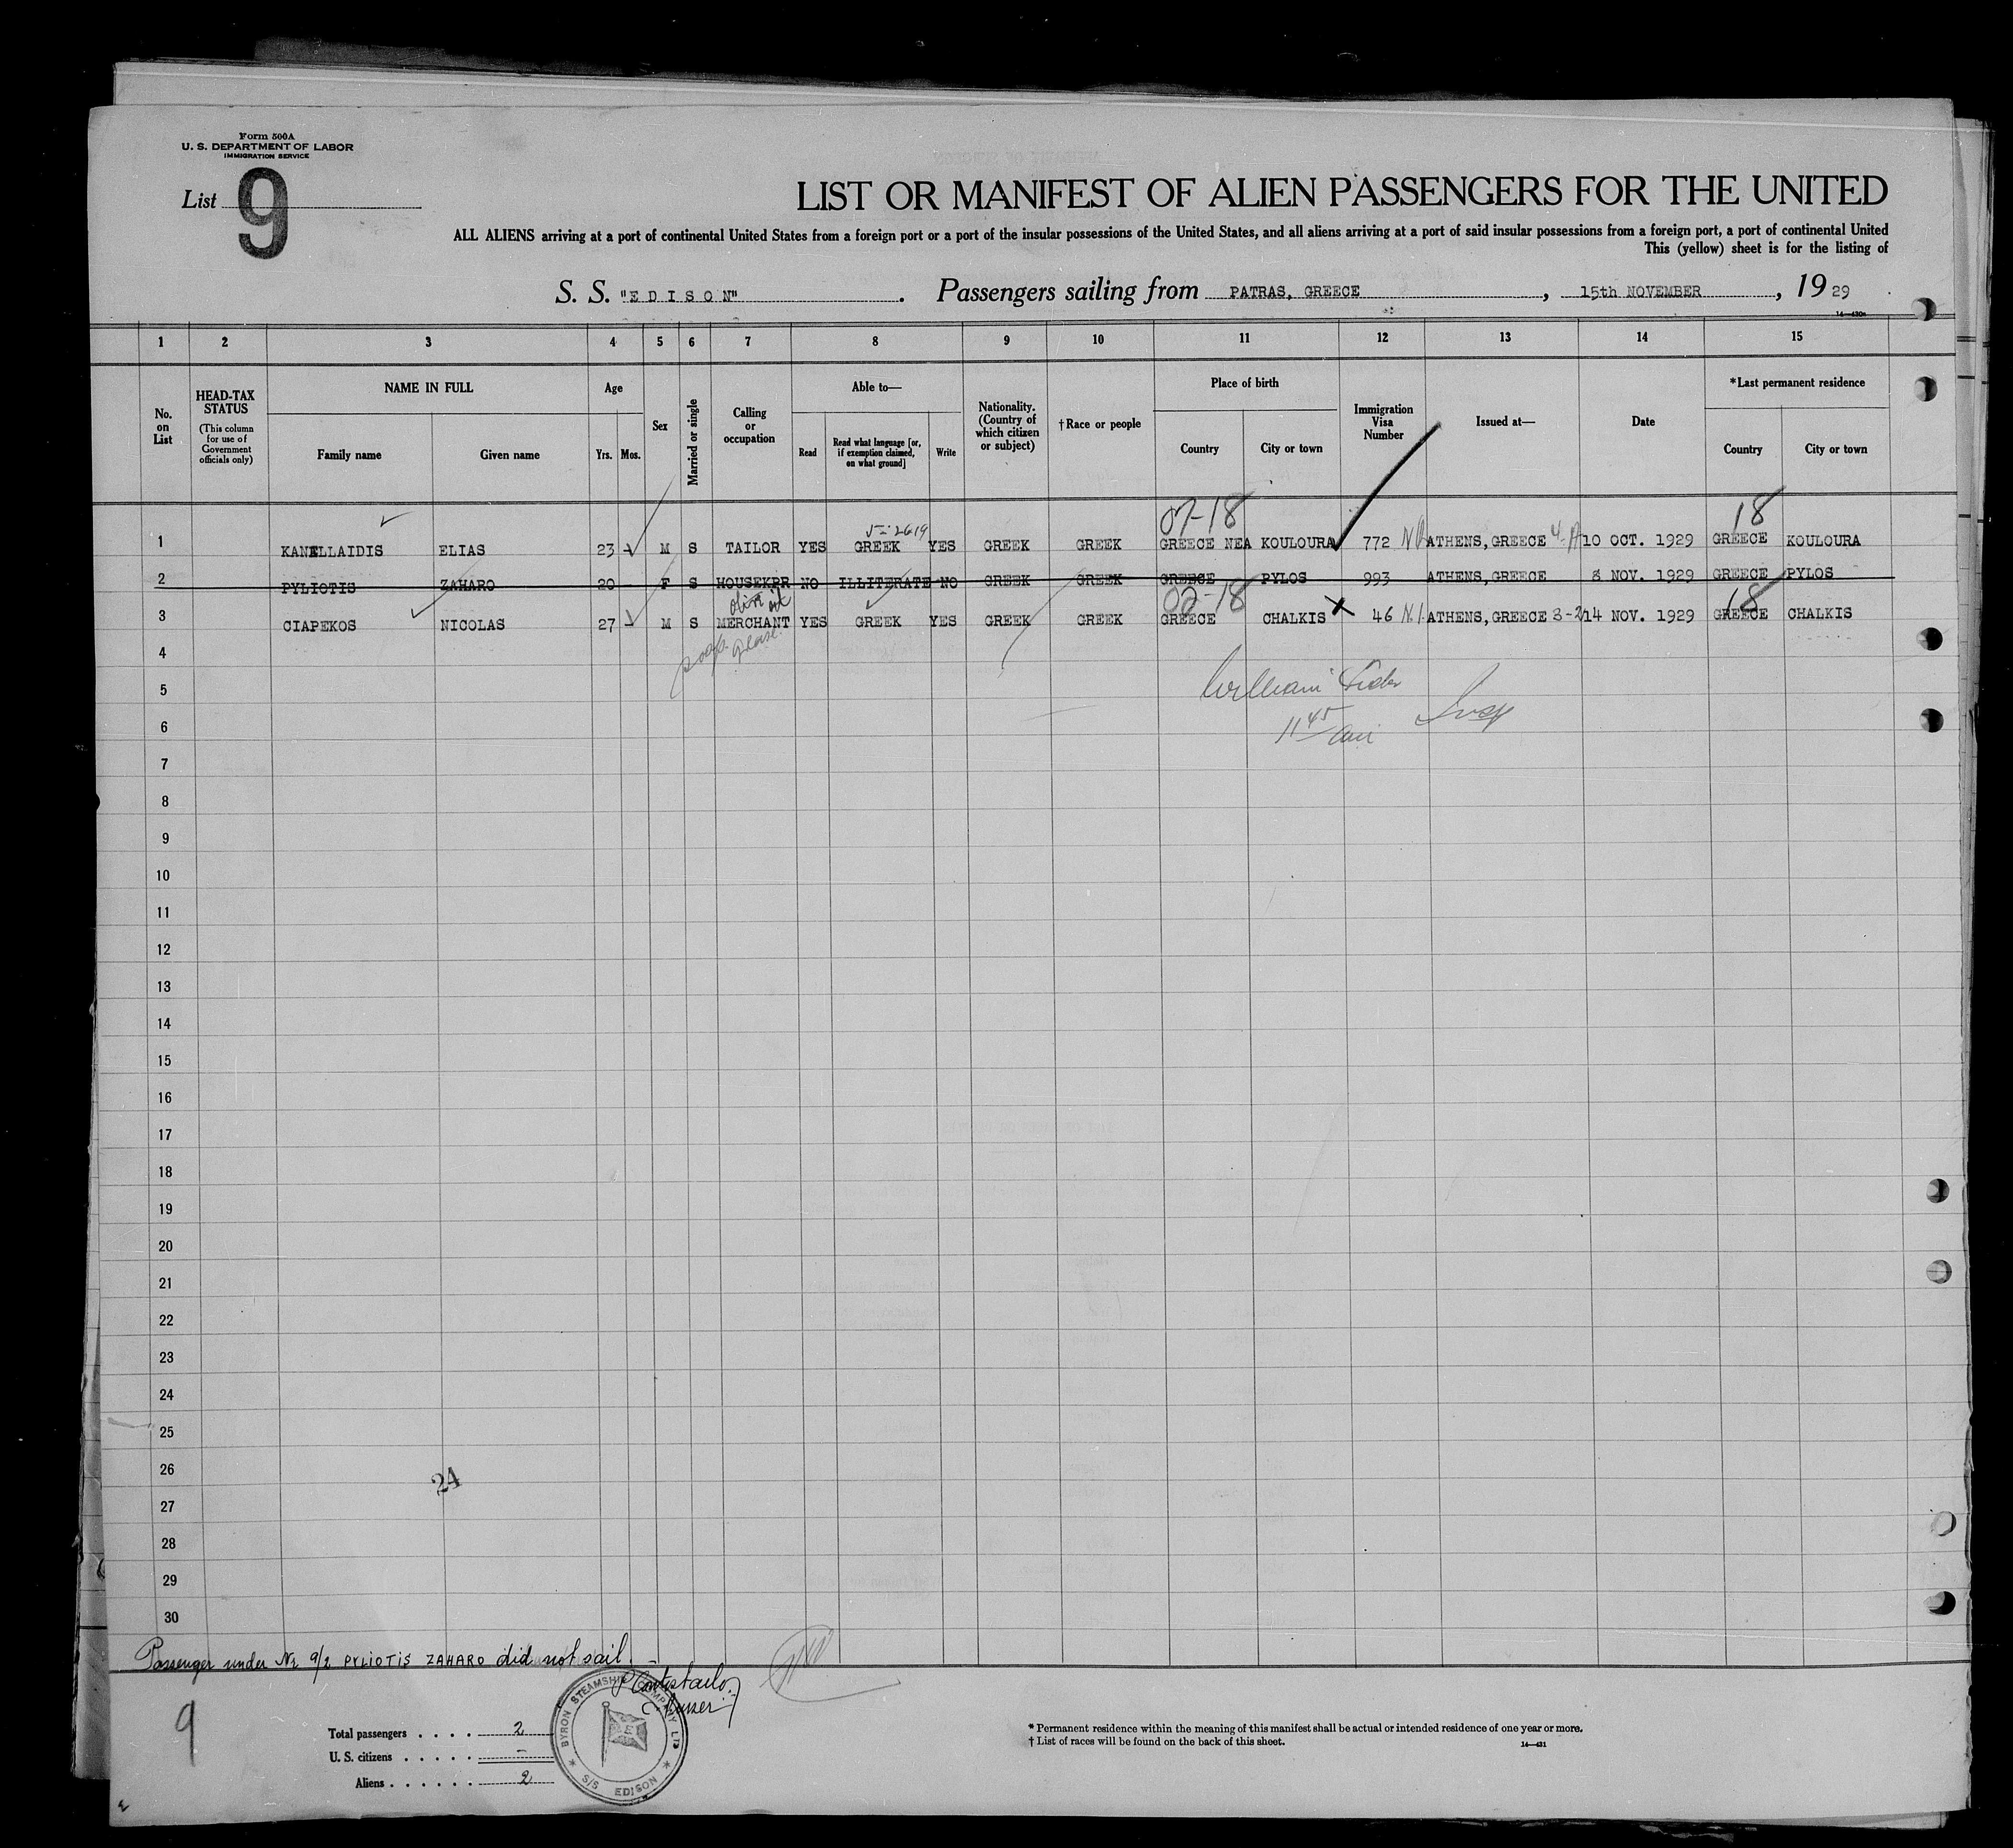 Form 500A
U. S. DEPARTMENT OF LABOR
IMMIGRATION SERVICE
List 9
LIST OR MANIFEST OF ALIEN PASSENGERS FOR THE UNITED
ALL ALIENS arriving at a port of continental United States from a foreign port or a port of the insular possessions of the United States, and all aliens arriving at a port of said insular possessions from a foreign port, a port of continental United
This (yellow) sheet is for the listing of
S. S. "EDISON". Passengers sailing from PATRAS, GREECE, 15th NOVEMBER, 1929
1 2 3 4 5 6 7 8 9 10 11 12 13 14 15
No. on List
HEAD-TAX STATUS
(This column for use of Government officials only)
NAME IN FULL
Family name Given name
Age
Yrs. Mos.
Sex
Married or single
Calling or occupation
Able to—
Read
Read what language [or, if exemption claimed, on what ground]
Write
Nationality. (Country of which citizen or subject)
†Race or people
Place of birth
Country City or town
Immigration Visa Number
Issued at—
Date
*Last permanent residence
Country City or town
07-18 18
1 KANELLAIDIS ELIAS 23 M S TAILOR YES GREEK YES GREEK GREEK GREECE NEA KOULOURA 772 ATHENS, GREECE 10 OCT. 1929 GREECE KOULOURA
2 PYLIOTIS ZAHARO 20 F S HOUSEKPR NO ILLITERATE NO GREEK GREEK GREECE PYLOS 993 ATHENS, GREECE 8 NOV. 1929 GREECE PYLOS
olive oil 02-18 18
3 CIAPEKOS NICOLAS 27 M S MERCHANT YES GREEK YES GREEK GREEK GREECE CHALKIS 46 ATHENS, GREECE 14 NOV. 1929 GREECE CHALKIS
4
5 William
6 11 45 am Insp
7
8
9
10
11
12
13
14
15
16
17
18
19
20
21
22
23
24
25
26
24
27
28
29
30
Passenger under Nr 9/2 PYLIOTIS ZAHARO did not sail.
Purser
9
Total passengers 2
U. S. citizens –
Aliens 2
BYRON STEAMSHIP COMPANY LTD
S/S EDISON
* Permanent residence within the meaning of this manifest shall be actual or intended residence of one year or more.
† List of races will be found on the back of this sheet.
14—431